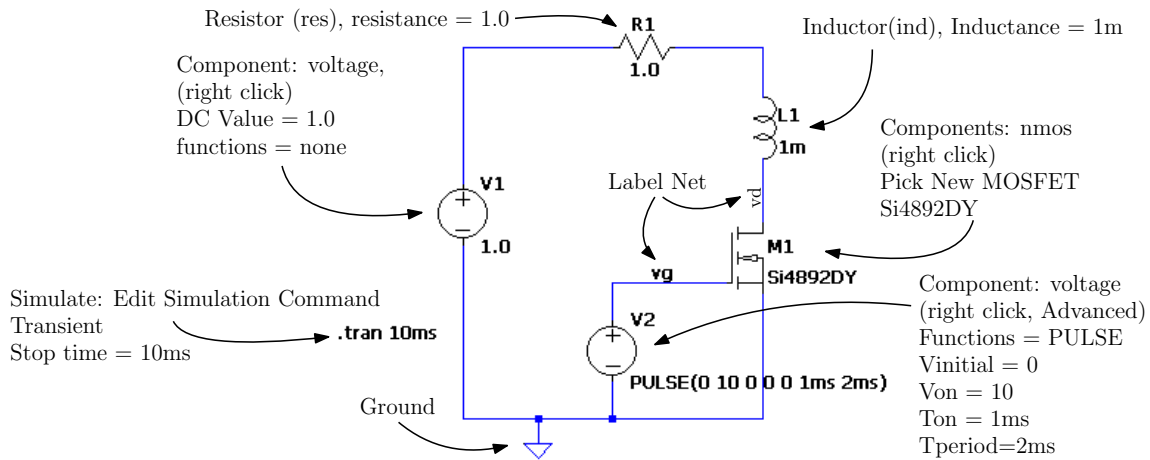 Resistor (res), resistance = 1.0
R1
1.0
Inductor(ind), Inductance = 1m
Component: voltage,
(right click)
DC Value = 1.0
functions = none
L1
1m
Components: nmos
(right click)
Pick New MOSFET
Si4892DY
V1
1.0
Label Net
vd
M1
Si4892DY
vg
Simulate: Edit Simulation Command
Transient
Stop time = 10ms
.tran 10ms
V2
PULSE(0 10 0 0 0 1ms 2ms)
Component: voltage
(right click, Advanced)
Functions = PULSE
Vinitial = 0
Von = 10
Ton = 1ms
Tperiod=2ms
Ground